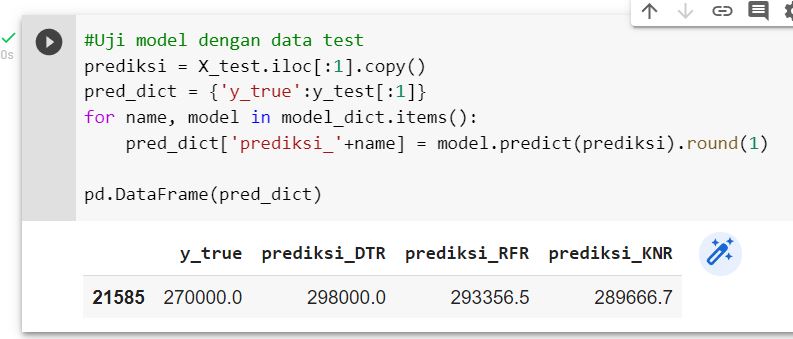 0s
#Uji model dengan data test
prediksi = X_test.iloc[:1].copy()
pred_dict = {'y_true':y_test[:1]}
for name, model in model_dict.items():
    pred_dict['prediksi_'+name] = model.predict(prediksi).round(1)
pd.DataFrame(pred_dict)
y_true prediksi_DTR prediksi_RFR prediksi_KNR
21585 270000.0 298000.0 293356.5 289666.7